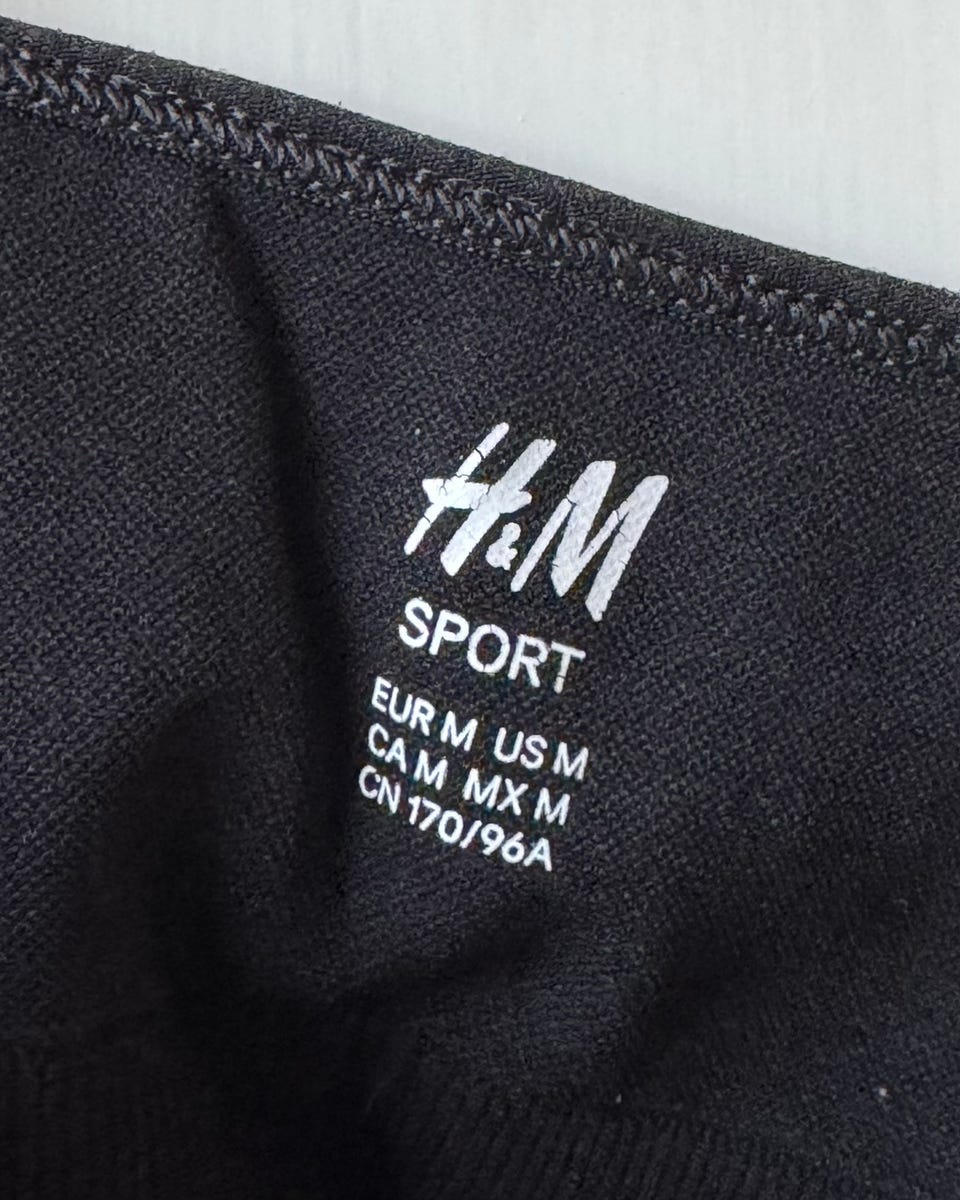 H&M
SPORT
EUR M US M
CA M MX M
CN 170/96A